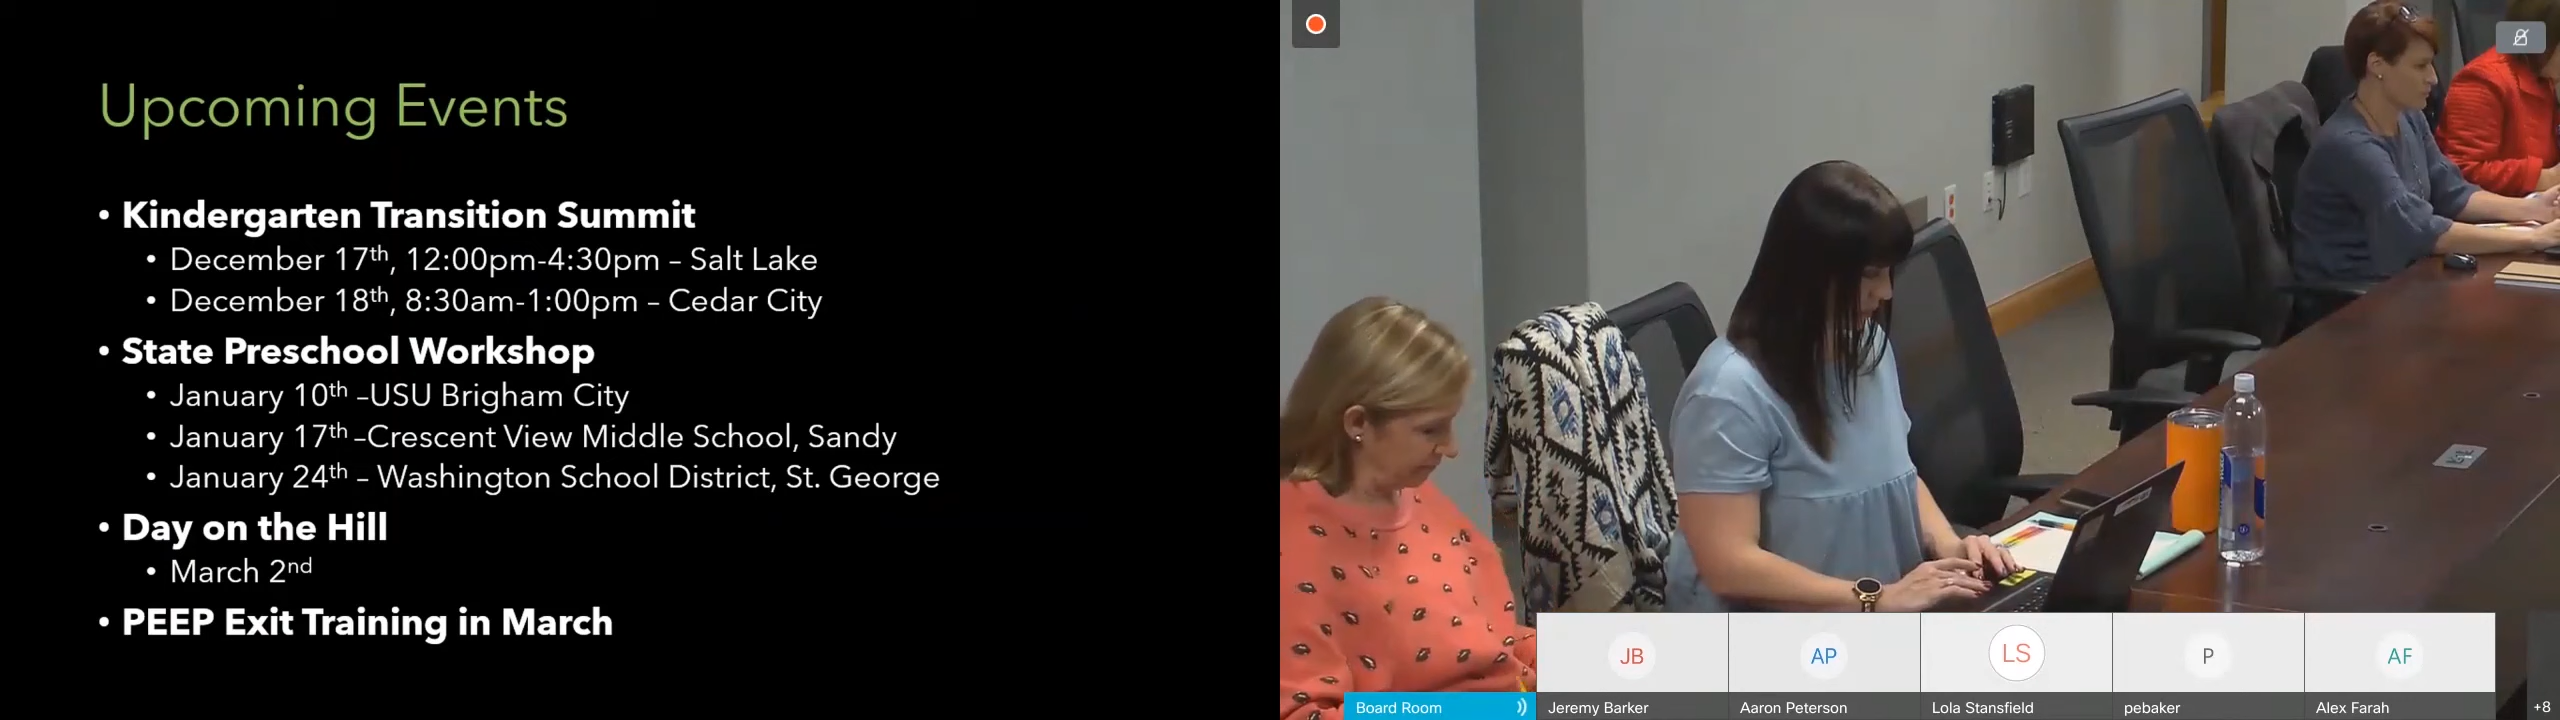 Upcoming Events
• Kindergarten Transition Summit
• December 17th, 12:00pm-4:30pm – Salt Lake
• December 18th, 8:30am-1:00pm – Cedar City
• State Preschool Workshop
• January 10th –USU Brigham City
• January 17th –Crescent View Middle School, Sandy
• January 24th – Washington School District, St. George
• Day on the Hill
• March 2nd
• PEEP Exit Training in March
JB
AP
LS
P
AF
Board Room
Jeremy Barker
Aaron Peterson
Lola Stansfield
pebaker
Alex Farah
+8